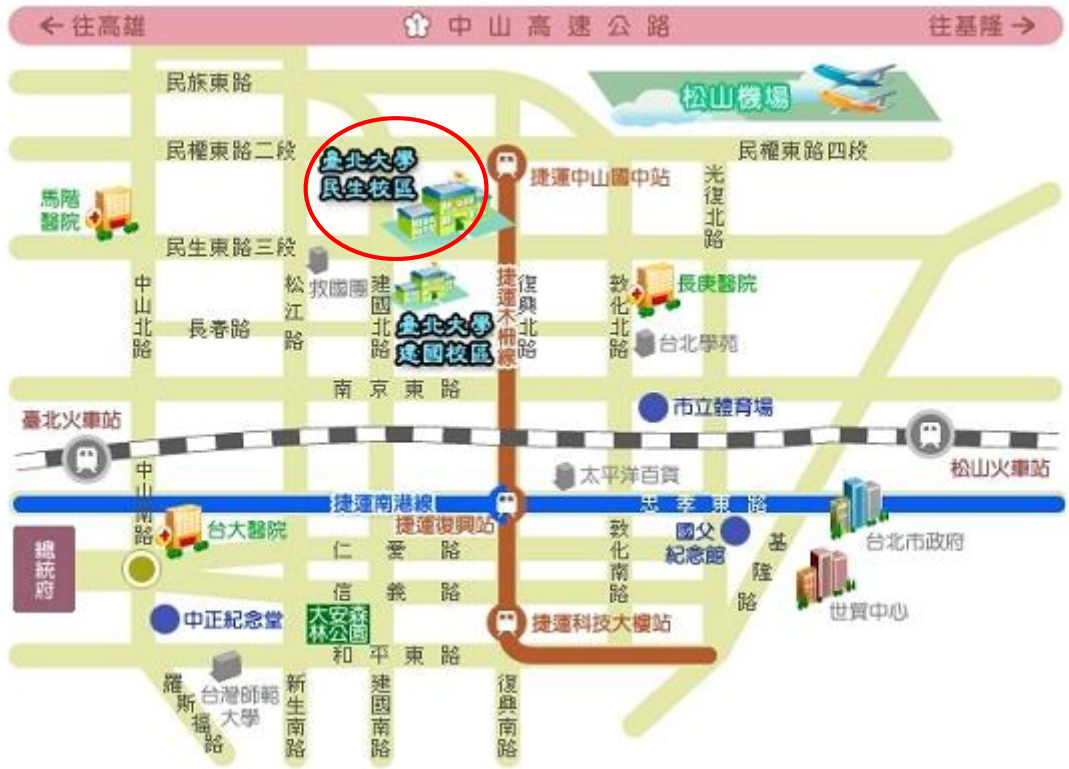 ←往高雄
1 中山高速公路
往基隆→
民族東路
松山機場
民權東路二段
民權東路四段
臺北大學
民生校區
捷運中山國中站
光復北路
馬階
醫院
民生東路三段
救國團
中山北路
松江路
建國北路
捷運木柵線
復興北路
敦化北路
長庚醫院
長春路
臺北大學
建國校區
台北學苑
南京東路
市立體育場
臺北火車站
松山火車站
中山南路
太平洋百貨
捷運南港線
忠孝東路
捷運復興站
台大醫院
國父
紀念館
台北市政府
總統府
仁愛路
敦化南路
基隆路
信義路
世貿中心
中正紀念堂
大安森
林公園
捷運科技大樓站
和平東路
台灣師範
大學
羅斯福路
新生南路
建國南路
復興南路